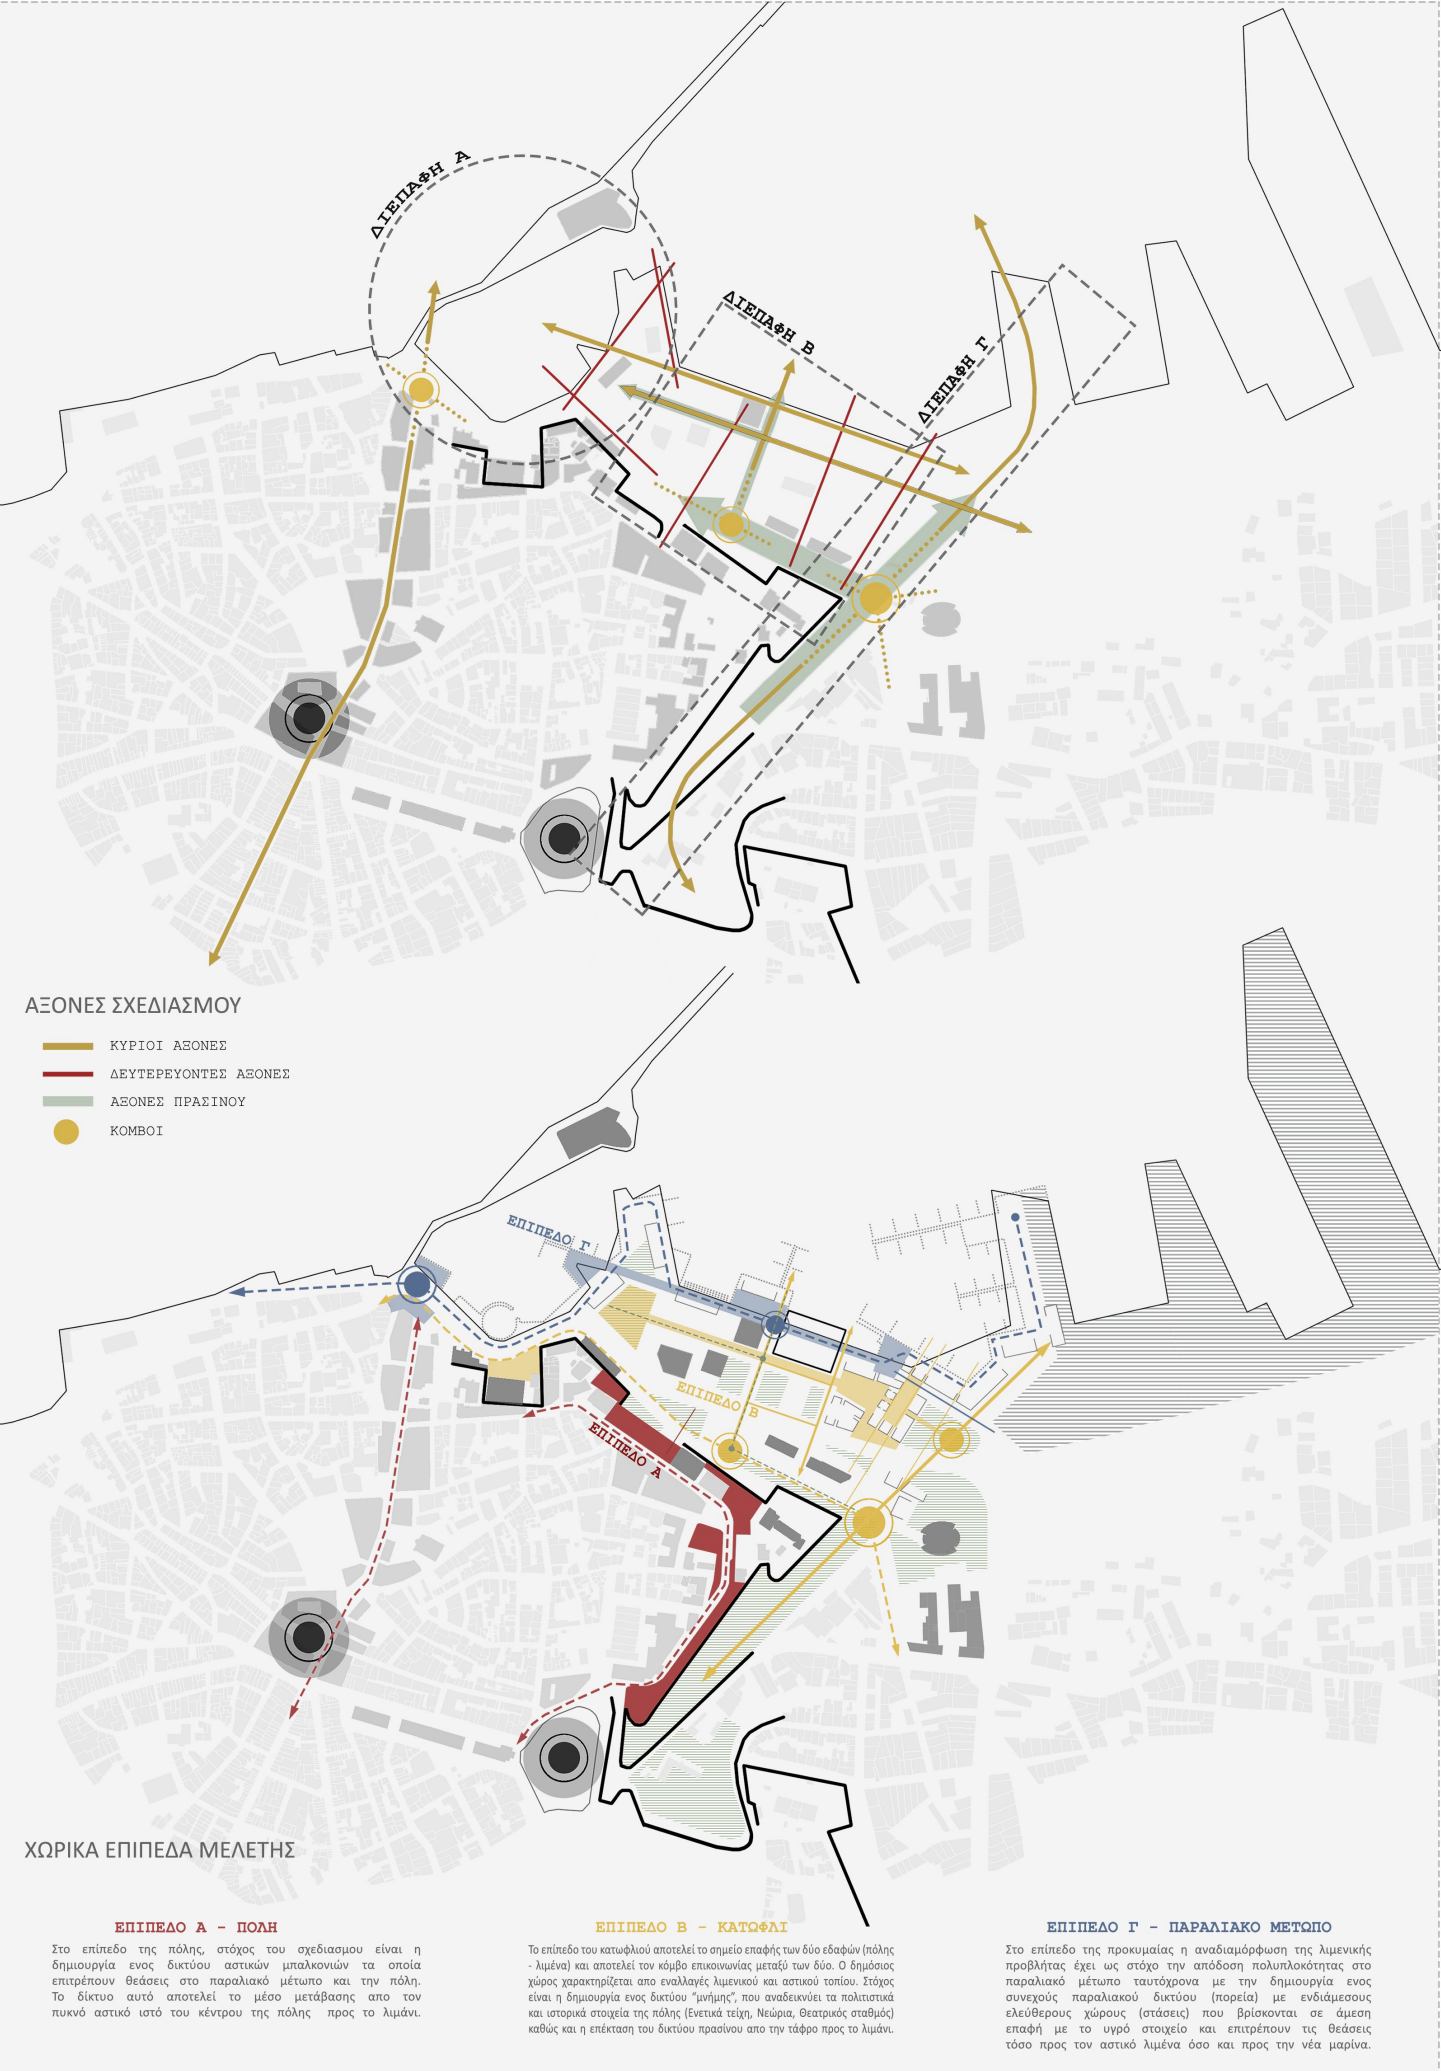 ΔΙΕΠΑΦΗ Α
ΔΙΕΠΑΦΗ Β
ΔΙΕΠΑΦΗ Γ
ΑΞΟΝΕΣ ΣΧΕΔΙΑΣΜΟΥ
ΚΥΡΙΟΙ ΑΞΟΝΕΣ
ΔΕΥΤΕΡΕΥΟΝΤΕΣ ΑΞΟΝΕΣ
ΑΞΟΝΕΣ ΠΡΑΣΙΝΟΥ
ΚΟΜΒΟΙ
ΕΠΙΠΕΔΟ Γ
ΕΠΙΠΕΔΟ Β
ΕΠΙΠΕΔΟ Α
ΧΩΡΙΚΑ ΕΠΙΠΕΔΑ ΜΕΛΕΤΗΣ
ΕΠΙΠΕΔΟ Α - ΠΟΛΗ
Στο επίπεδο της πόλης, στόχος του σχεδιασμου είναι η
δημιουργια ενος δικτύου αστικών μπαλκονιών τα οποία
επιτρέπουν θεάσεις στο παραλιακό μέτωπο και την πόλη.
Το δίκτυο αυτό αποτελεί το μέσο μετάβασης απο τον
πυκνό αστικό ιστό του κέντρου της πόλης προς το λιμάνι.
ΕΠΙΠΕΔΟ Β - ΚΑΤΩΦΛΙ
Το επίπεδο του κατωφλιού αποτελεί το σημείο επαφής των δύο εδαφών (πόλης
- λιμένα) και αποτελεί τον κόμβο επικοινωνίας μεταξύ των δύο. Ο δημόσιος
χώρος χαρακτηρίζεται απο εναλλαγές λιμενικού και αστικού τοπίου. Στόχος
είναι η δημιουργια ενος δικτύου "μνήμης", που αναδεικνύει τα πολιτιστικά
και ιστορικά στοιχεία της πόλης (Ενετικά τείχη, Νεώρια, Θεατρικός σταθμός)
καθώς και η επέκταση του δικτύου πρασίνου απο την τάφρο προς το λιμάνι.
ΕΠΙΠΕΔΟ Γ - ΠΑΡΑΛΙΑΚΟ ΜΕΤΩΠΟ
Στο επίπεδο της προκυμαίας η αναδιαμόρφωση της λιμενικής
προβλήτας έχει ως στόχο την απόδοση πολυπλοκότητας στο
παραλιακό μέτωπο ταυτόχρονα με την δημιουργία ενος
συνεχούς παραλιακού δικτύου (πορεία) με ενδιάμεσους
ελεύθερους χώρους (στάσεις) που βρίσκονται σε άμεση
επαφή με το υγρό στοιχείο και επιτρέπουν τις θεάσεις
τόσο προς τον αστικό λιμένα όσο και προς την νέα μαρίνα.